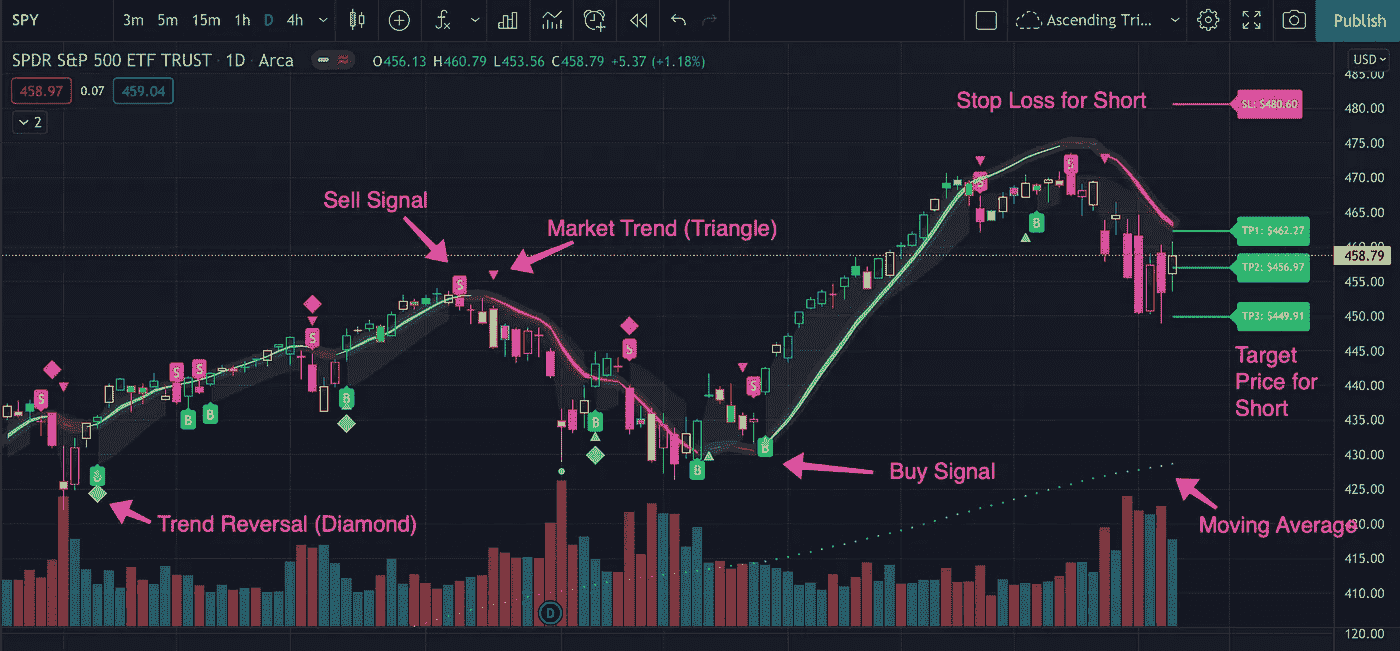 SPY
3m 5m 15m 1h D 4h
Ascending Tri...
Publish
SPDR S&P 500 ETF TRUST · 1D · Arca
O456.13 H460.79 L453.56 C458.79 +5.37 (+1.18%)
USD
458.97 0.07 459.04
2
485.00
Stop Loss for Short
SL: $480.60
480.00
475.00
S
S
470.00
Sell Signal
Market Trend (Triangle)
B
465.00
TP1: $462.27
460.00
458.79
TP2: $456.97
455.00
S
TP3: $449.91
450.00
S
S
445.00
Target
Price for
Short
S
S
S
S
440.00
B
B
B
B
435.00
B
B
430.00
Buy Signal
425.00
Trend Reversal (Diamond)
Moving Average
420.00
415.00
410.00
D
120.00